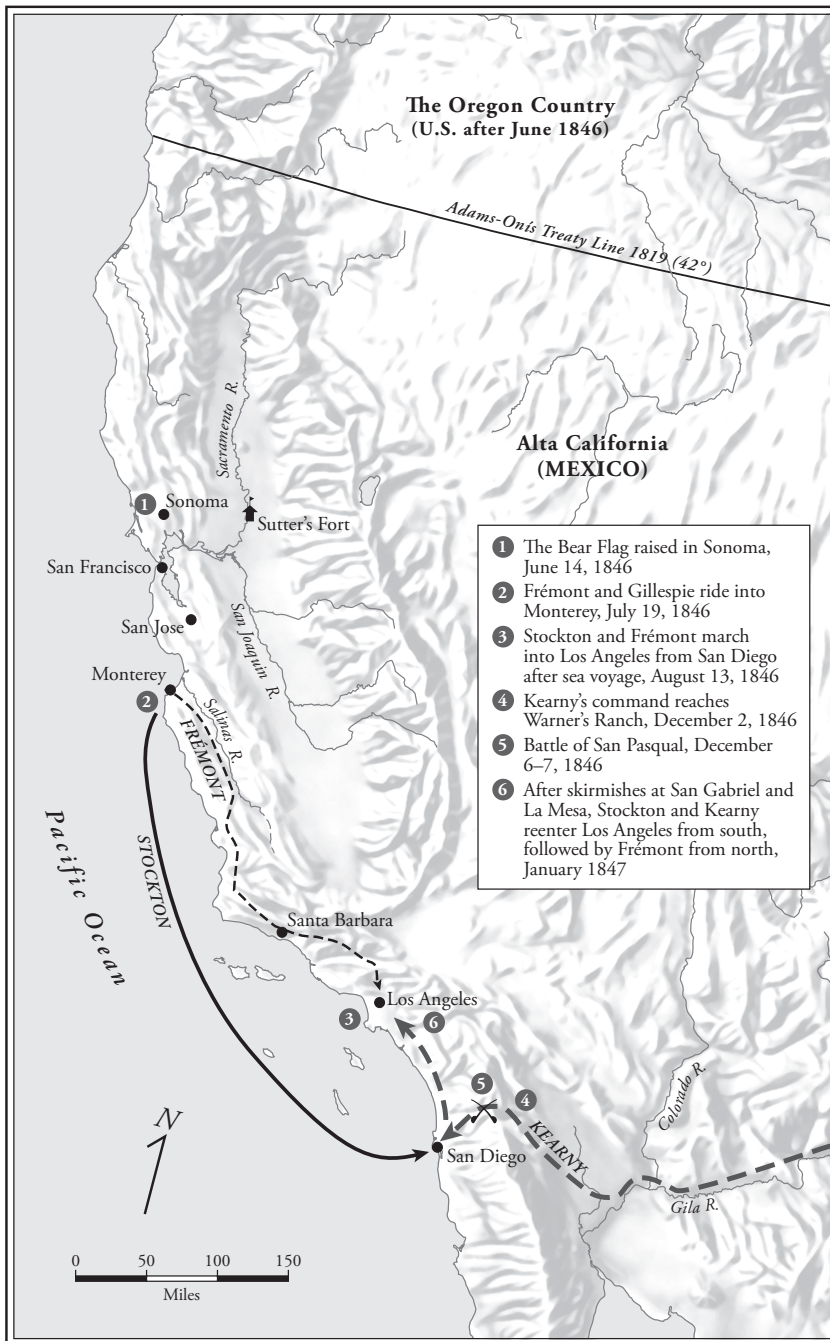 The Oregon Country
(U.S. after June 1846)
Adams-Onís Treaty Line 1819 (42°)
Sacramento R.
Alta California
(MEXICO)
1 Sonoma
Sutter's Fort
San Francisco
San Jose
San Joaquin R.
Monterey
2
Salinas R.
FRÉMONT
STOCKTON
Pacific Ocean
1 The Bear Flag raised in Sonoma,
June 14, 1846
2 Frémont and Gillespie ride into
Monterey, July 19, 1846
3 Stockton and Frémont march
into Los Angeles from San Diego
after sea voyage, August 13, 1846
4 Kearny's command reaches
Warner's Ranch, December 2, 1846
5 Battle of San Pasqual, December
6–7, 1846
6 After skirmishes at San Gabriel and
La Mesa, Stockton and Kearny
reenter Los Angeles from south,
followed by Frémont from north,
January 1847
Santa Barbara
Los Angeles
3
6
5
4
KEARNY
Colorado R.
San Diego
Gila R.
N
0 50 100 150
Miles